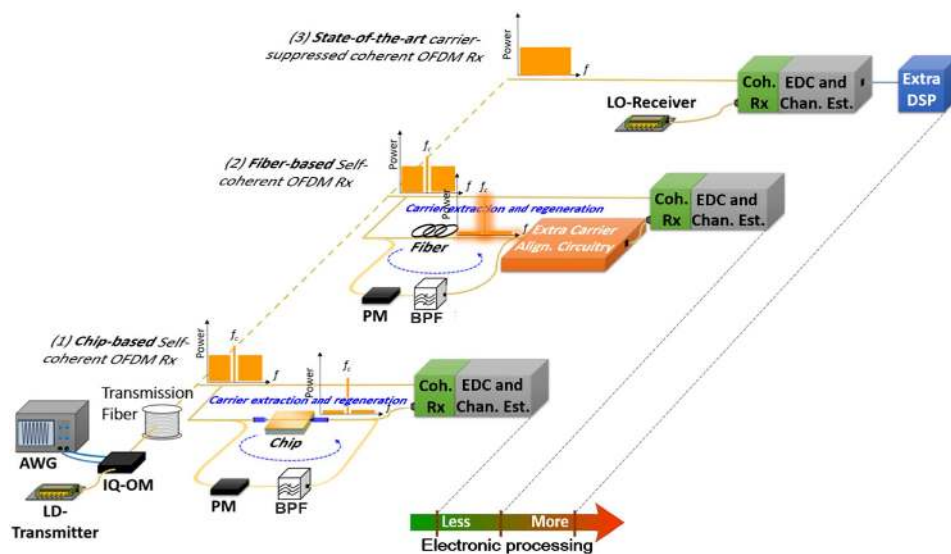 (3) State-of-the-art carrier-
suppressed coherent OFDM Rx
Power
f
Coh.
Rx
EDC and
Chan. Est.
Extra
DSP
LO-Receiver
(2) Fiber-based Self-
coherent OFDM Rx
Power
fc
f
Power
fc
f
Carrier extraction and regeneration
Fiber
Extra Carrier
Align. Circuitry
Coh.
Rx
EDC and
Chan. Est.
PM
BPF
(1) Chip-based Self-
coherent OFDM Rx
Power
fc
f
Power
fc
f
Carrier extraction and regeneration
Chip
Coh.
Rx
EDC and
Chan. Est.
Transmission
Fiber
AWG
IQ-OM
LD-
Transmitter
PM
BPF
Less
More
Electronic processing